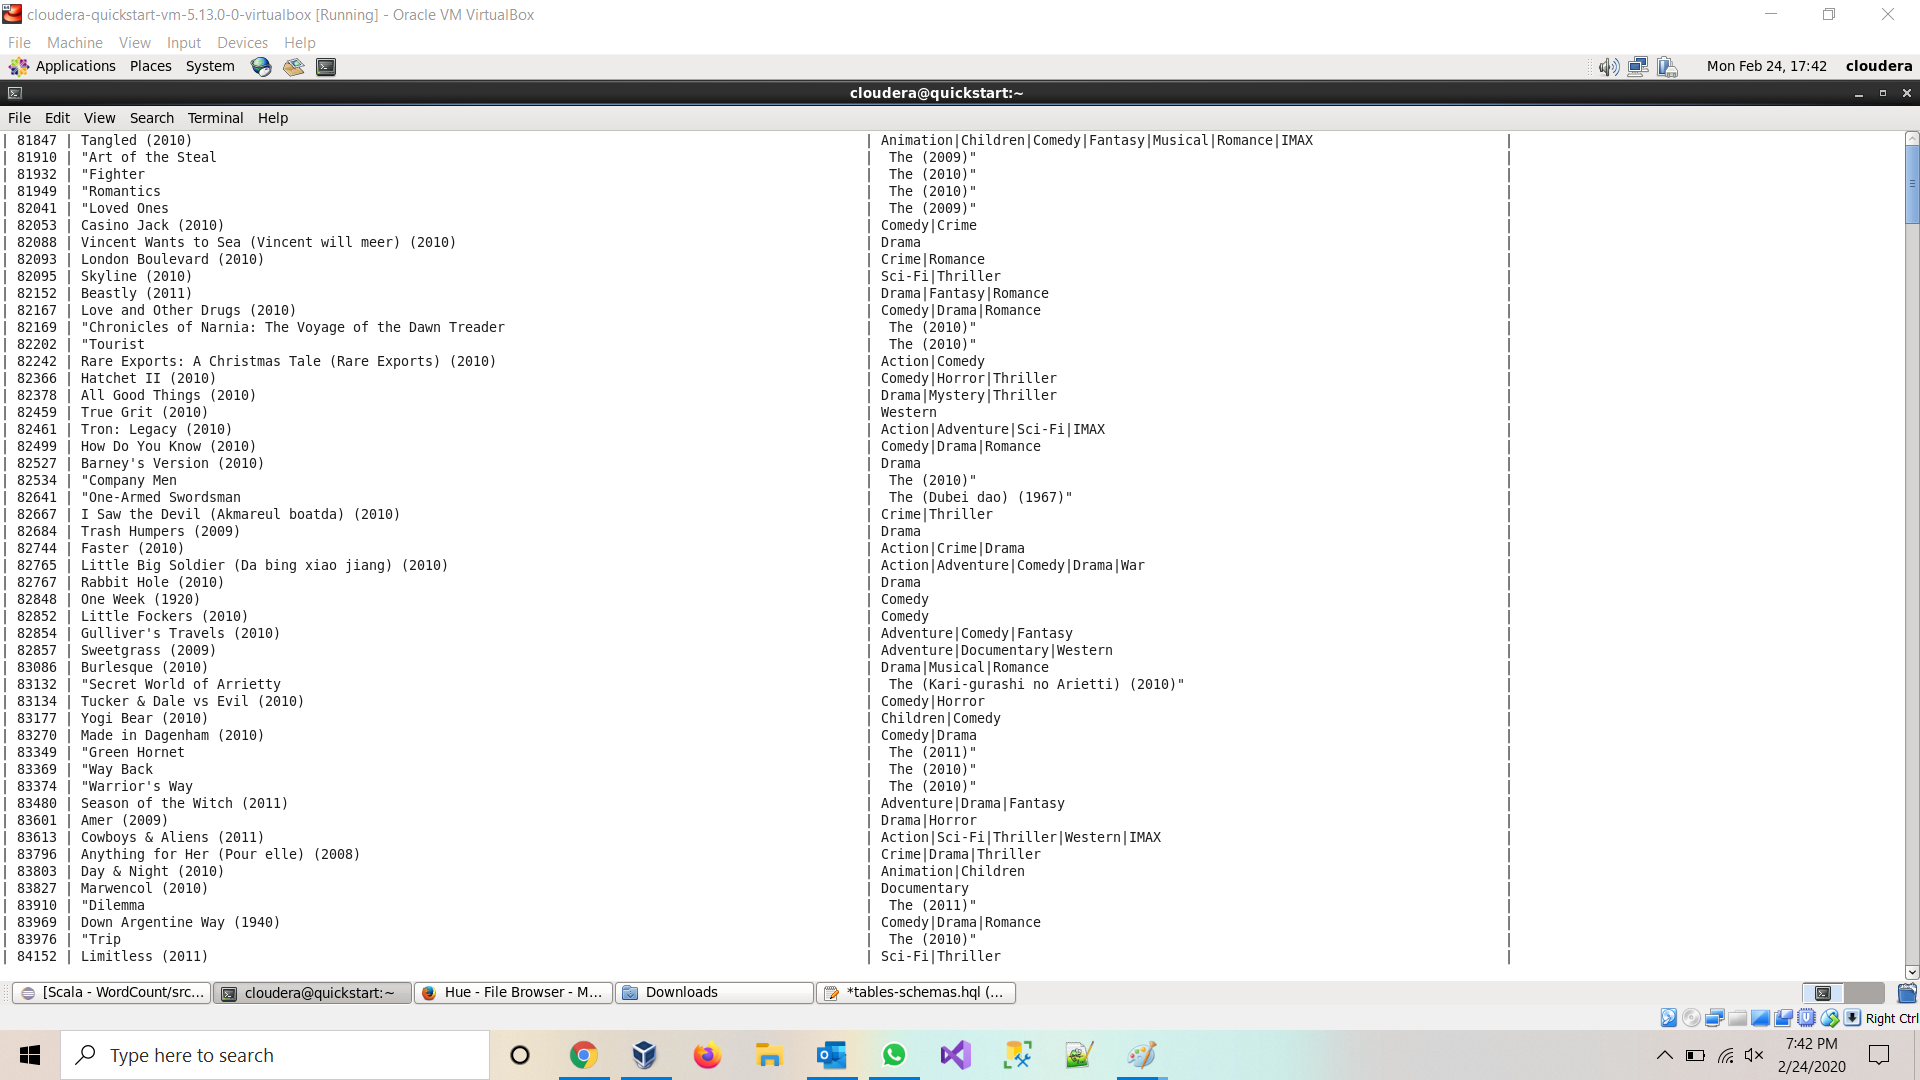 cloudera-quickstart-vm-5.13.0-0-virtualbox [Running] - Oracle VM VirtualBox
File Machine View Input Devices Help
Applications Places System Mon Feb 24, 17:42 cloudera
cloudera@quickstart:~
File Edit View Search Terminal Help
| 81847 | Tangled (2010) | Animation|Children|Comedy|Fantasy|Musical|Romance|IMAX |
| 81910 | "Art of the Steal | The (2009)" |
| 81932 | "Fighter | The (2010)" |
| 81949 | "Romantics | The (2010)" |
| 82041 | "Loved Ones | The (2009)" |
| 82053 | Casino Jack (2010) | Comedy|Crime |
| 82088 | Vincent Wants to Sea (Vincent will meer) (2010) | Drama |
| 82093 | London Boulevard (2010) | Crime|Romance |
| 82095 | Skyline (2010) | Sci-Fi|Thriller |
| 82152 | Beastly (2011) | Drama|Fantasy|Romance |
| 82167 | Love and Other Drugs (2010) | Comedy|Drama|Romance |
| 82169 | "Chronicles of Narnia: The Voyage of the Dawn Treader | The (2010)" |
| 82202 | "Tourist | The (2010)" |
| 82242 | Rare Exports: A Christmas Tale (Rare Exports) (2010) | Action|Comedy |
| 82366 | Hatchet II (2010) | Comedy|Horror|Thriller |
| 82378 | All Good Things (2010) | Drama|Mystery|Thriller |
| 82459 | True Grit (2010) | Western |
| 82461 | Tron: Legacy (2010) | Action|Adventure|Sci-Fi|IMAX |
| 82499 | How Do You Know (2010) | Comedy|Drama|Romance |
| 82527 | Barney's Version (2010) | Drama |
| 82534 | "Company Men | The (2010)" |
| 82641 | "One-Armed Swordsman | The (Dubei dao) (1967)" |
| 82667 | I Saw the Devil (Akmareul boatda) (2010) | Crime|Thriller |
| 82684 | Trash Humpers (2009) | Drama |
| 82744 | Faster (2010) | Action|Crime|Drama |
| 82765 | Little Big Soldier (Da bing xiao jiang) (2010) | Action|Adventure|Comedy|Drama|War |
| 82767 | Rabbit Hole (2010) | Drama |
| 82848 | One Week (1920) | Comedy |
| 82852 | Little Fockers (2010) | Comedy |
| 82854 | Gulliver's Travels (2010) | Adventure|Comedy|Fantasy |
| 82857 | Sweetgrass (2009) | Adventure|Documentary|Western |
| 83086 | Burlesque (2010) | Drama|Musical|Romance |
| 83132 | "Secret World of Arrietty | The (Kari-gurashi no Arietti) (2010)" |
| 83134 | Tucker & Dale vs Evil (2010) | Comedy|Horror |
| 83177 | Yogi Bear (2010) | Children|Comedy |
| 83270 | Made in Dagenham (2010) | Comedy|Drama |
| 83349 | "Green Hornet | The (2011)" |
| 83369 | "Way Back | The (2010)" |
| 83374 | "Warrior's Way | The (2010)" |
| 83480 | Season of the Witch (2011) | Adventure|Drama|Fantasy |
| 83601 | Amer (2009) | Drama|Horror |
| 83613 | Cowboys & Aliens (2011) | Action|Sci-Fi|Thriller|Western|IMAX |
| 83796 | Anything for Her (Pour elle) (2008) | Crime|Drama|Thriller |
| 83803 | Day & Night (2010) | Animation|Children |
| 83827 | Marwencol (2010) | Documentary |
| 83910 | "Dilemma | The (2011)" |
| 83969 | Down Argentine Way (1940) | Comedy|Drama|Romance |
| 83976 | "Trip | The (2010)" |
| 84152 | Limitless (2011) | Sci-Fi|Thriller |
[Scala - WordCount/src... cloudera@quickstart:~ Hue - File Browser - M... Downloads *tables-schemas.hql (...
Right Ctrl
Type here to search
7:42 PM
2/24/2020